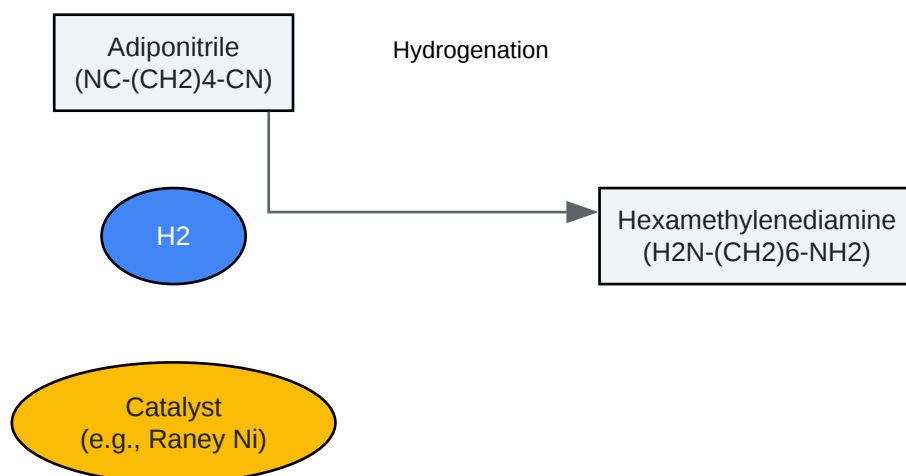 Adiponitrile
(NC-(CH2)4-CN)
Hydrogenation
H2
Hexamethylenediamine
(H2N-(CH2)6-NH2)
Catalyst
(e.g., Raney Ni)